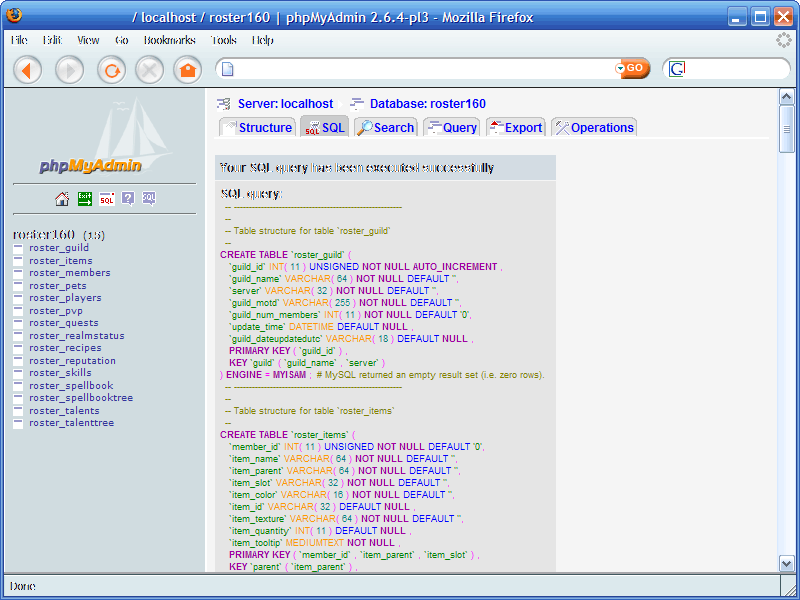 / localhost / roster160 | phpMyAdmin 2.6.4-pl3 - Mozilla Firefox
File Edit View Go Bookmarks Tools Help
GO
G
phpMyAdmin
Exit
SQL
?
SQL
roster160 (15)
roster_guild
roster_items
roster_members
roster_pets
roster_players
roster_pvp
roster_quests
roster_realmstatus
roster_recipes
roster_reputation
roster_skills
roster_spellbook
roster_spellbooktree
roster_talents
roster_talenttree
Server: localhost Database: roster160
Structure SQL SQL Search Query Export Operations
Your SQL query has been executed successfully
SQL query:
-- --------------------------------------------------------
--
-- Table structure for table `roster_guild`
--
CREATE TABLE `roster_guild` (
`guild_id` INT( 11 ) UNSIGNED NOT NULL AUTO_INCREMENT ,
`guild_name` VARCHAR( 64 ) NOT NULL DEFAULT '',
`server` VARCHAR( 32 ) NOT NULL DEFAULT '',
`guild_motd` VARCHAR( 255 ) NOT NULL DEFAULT '',
`guild_num_members` INT( 11 ) NOT NULL DEFAULT '0',
`update_time` DATETIME DEFAULT NULL ,
`guild_dateupdatedutc` VARCHAR( 18 ) DEFAULT NULL ,
PRIMARY KEY ( `guild_id` ) ,
KEY `guild` ( `guild_name` , `server` )
) ENGINE = MYISAM ; # MySQL returned an empty result set (i.e. zero rows).
-- --------------------------------------------------------
--
-- Table structure for table `roster_items`
--
CREATE TABLE `roster_items` (
`member_id` INT( 11 ) UNSIGNED NOT NULL DEFAULT '0',
`item_name` VARCHAR( 64 ) NOT NULL DEFAULT '',
`item_parent` VARCHAR( 64 ) NOT NULL DEFAULT '',
`item_slot` VARCHAR( 32 ) NOT NULL DEFAULT '',
`item_color` VARCHAR( 16 ) NOT NULL DEFAULT '',
`item_id` VARCHAR( 32 ) DEFAULT NULL ,
`item_texture` VARCHAR( 64 ) NOT NULL DEFAULT '',
`item_quantity` INT( 11 ) DEFAULT NULL ,
`item_tooltip` MEDIUMTEXT NOT NULL ,
PRIMARY KEY ( `member_id` , `item_parent` , `item_slot` ) ,
KEY `parent` ( `item_parent` ) ,
Done